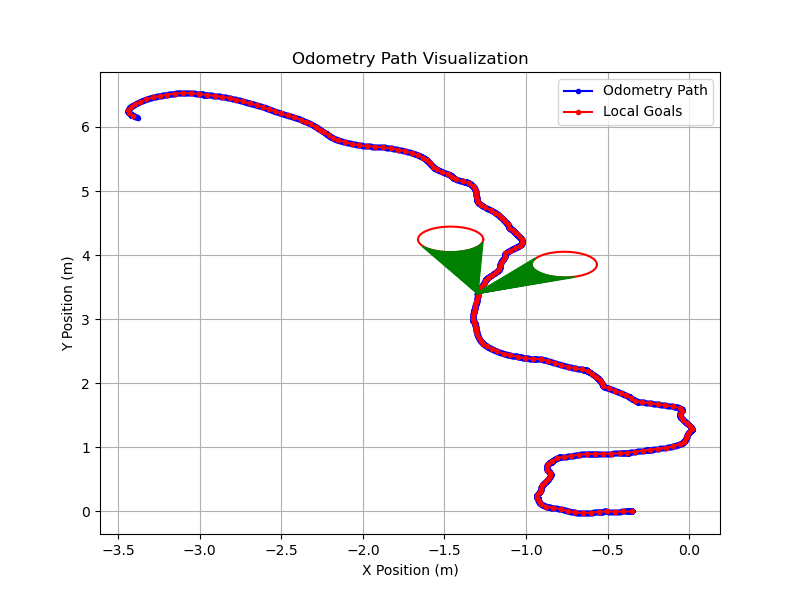 Odometry Path Visualization
Odometry Path
Local Goals
Y Position (m)
6
5
4
3
2
1
0
−3.5 −3.0 −2.5 −2.0 −1.5 −1.0 −0.5 0.0
X Position (m)